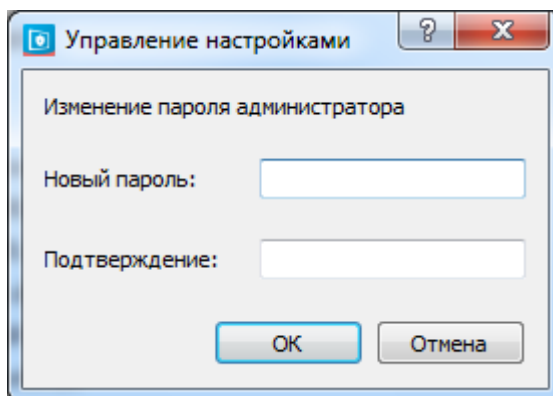 Управление настройками
Изменение пароля администратора
Новый пароль:
Подтверждение:
ОК Отмена